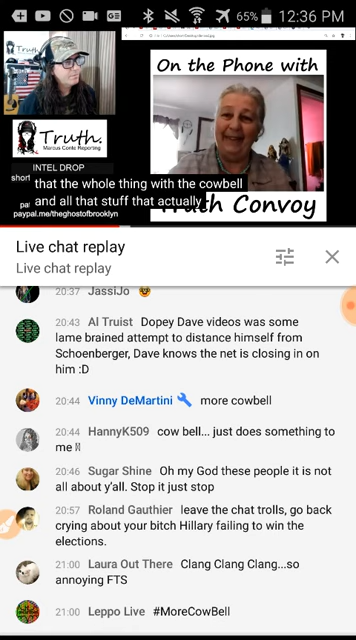 GE
65%
12:36 PM
Truth.
On the Phone with
Truth.
Marcus Conte Reporting
INTEL DROP
that the whole thing with the cowbell
and all that stuff that actually
paypal.me/theghostofbrooklyn
Truth Convoy
Live chat replay
Live chat replay
20:37 JassiJo
20:43 Al Truist Dopey Dave videos was some
lame brained attempt to distance himself from
Schoenberger, Dave knows the net is closing in on
him :D
20:44 Vinny DeMartini more cowbell
20:44 HannyK509 cow bell... just does something to
me
20:46 Sugar Shine Oh my God these people it is not
all about y'all. Stop it just stop
20:57 Roland Gauthier leave the chat trolls, go back
crying about your bitch Hillary failing to win the
elections.
21:00 Laura Out There Clang Clang Clang...so
annoying FTS
21:00 Leppo Live #MoreCowBell